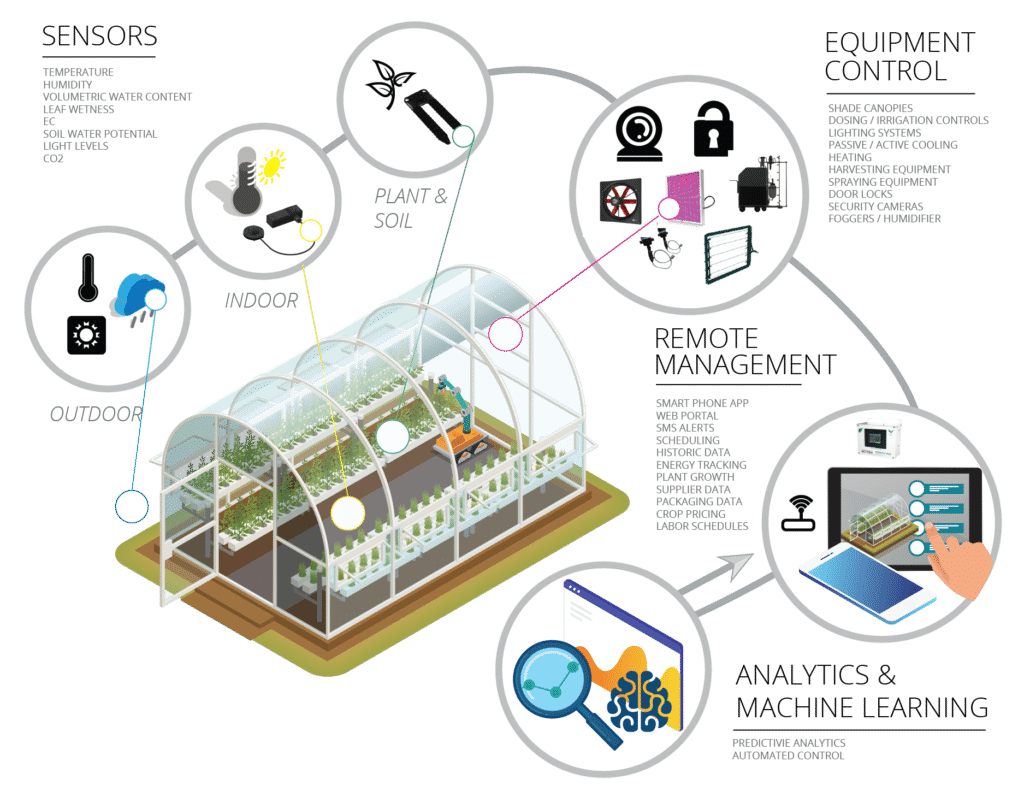 SENSORS
TEMPERATURE
HUMIDITY
VOLUMETRIC WATER CONTENT
LEAF WETNESS
EC
SOIL WATER POTENTIAL
LIGHT LEVELS
CO2
PLANT &
SOIL
INDOOR
OUTDOOR
EQUIPMENT
CONTROL
SHADE CANOPIES
DOSING / IRRIGATION CONTROLS
LIGHTING SYSTEMS
PASSIVE / ACTIVE COOLING
HEATING
HARVESTING EQUIPMENT
SPRAYING EQUIPMENT
DOOR LOCKS
SECURITY CAMERAS
FOGGERS / HUMIDIFIER
REMOTE
MANAGEMENT
SMART PHONE APP
WEB PORTAL
SMS ALERTS
SCHEDULING
HISTORIC DATA
ENERGY TRACKING
PLANT GROWTH
SUPPLIER DATA
PACKAGING DATA
CROP PRICING
LABOR SCHEDULES
ANALYTICS &
MACHINE LEARNING
PREDICTIVIE ANALYTICS
AUTOMATED CONTROL